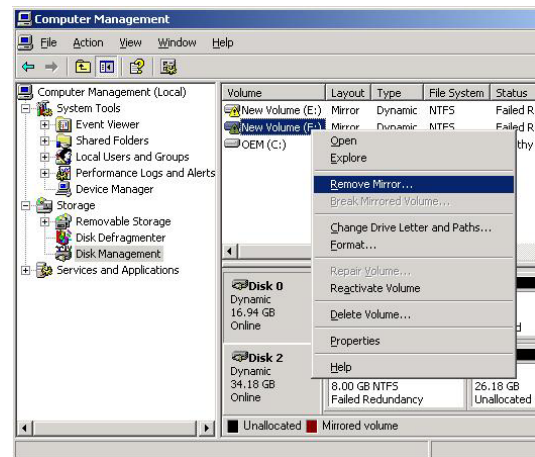 Computer Management
File Action View Window Help
Computer Management (Local)
System Tools
Event Viewer
Shared Folders
Local Users and Groups
Performance Logs and Alerts
Device Manager
Storage
Removable Storage
Disk Defragmenter
Disk Management
Services and Applications
Volume Layout Type File System Status
New Volume (E:) Mirror Dynamic NTFS Failed R
New Volume (F:) Mirror Dynamic NTFS Failed R
OEM (C:) thy
Open
Explore
Remove Mirror...
Break Mirrored Volume...
Change Drive Letter and Paths...
Format...
Repair Volume...
Reactivate Volume
Delete Volume...
Properties
Help
Disk 0
Dynamic
16.94 GB
Online
d
Disk 2
Dynamic
34.18 GB
Online
8.00 GB NTFS
Failed Redundancy
26.18 GB
Unallocated
Unallocated Mirrored volume